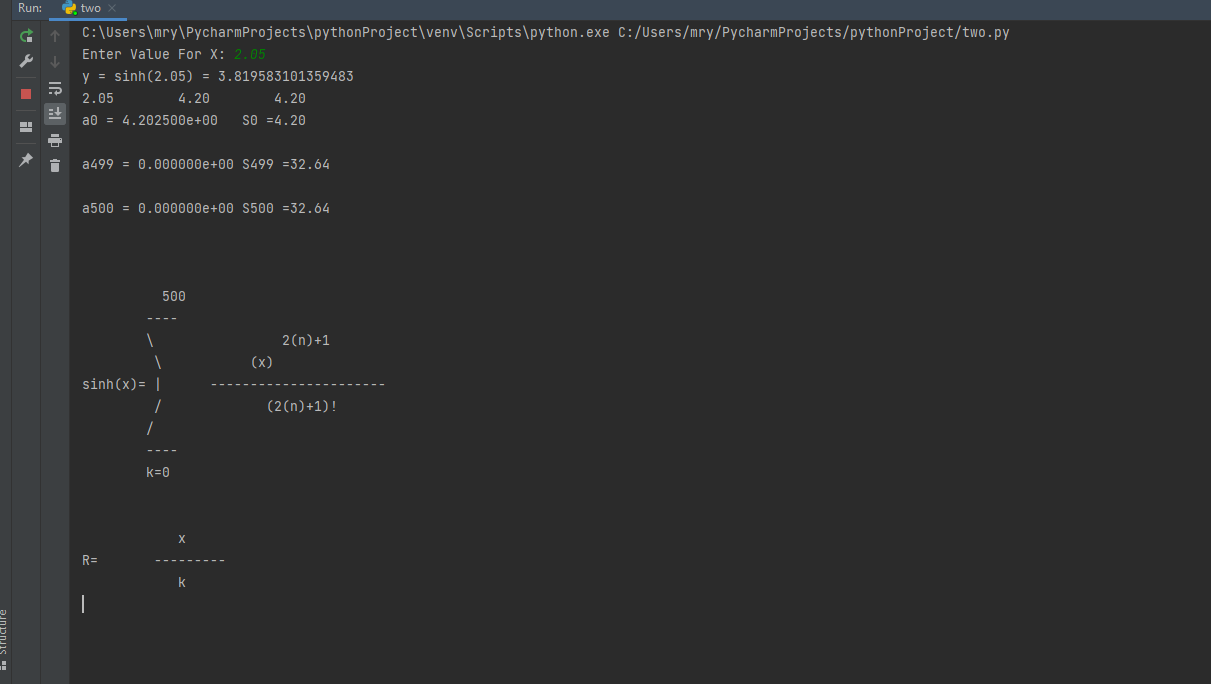 Run: two
C:\Users\mry\PycharmProjects\pythonProject\venv\Scripts\python.exe C:/Users/mry/PycharmProjects/pythonProject/two.py
Enter Value For X: 2.05
y = sinh(2.05) = 3.819583101359483
2.05        4.20        4.20
a0 = 4.202500e+00   S0 =4.20
a499 = 0.000000e+00 S499 =32.64
a500 = 0.000000e+00 S500 =32.64
          500
        ----
        \                2(n)+1
         \           (x)
sinh(x)= |      ----------------------
         /             (2(n)+1)!
        /
        ----
        k=0
            x
R=       ---------
            k
Structure